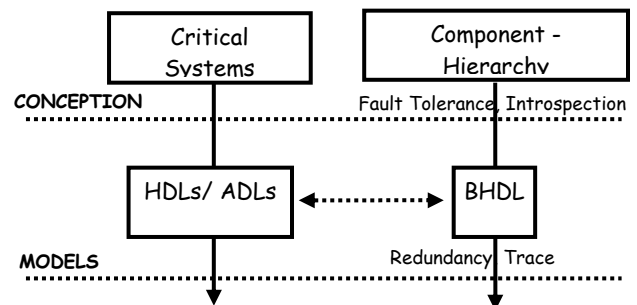 Critical
Systems
Component -
Hierarchy
CONCEPTION
Fault Tolerance, Introspection
HDLs/ ADLs
BHDL
MODELS
Redundancy Trace